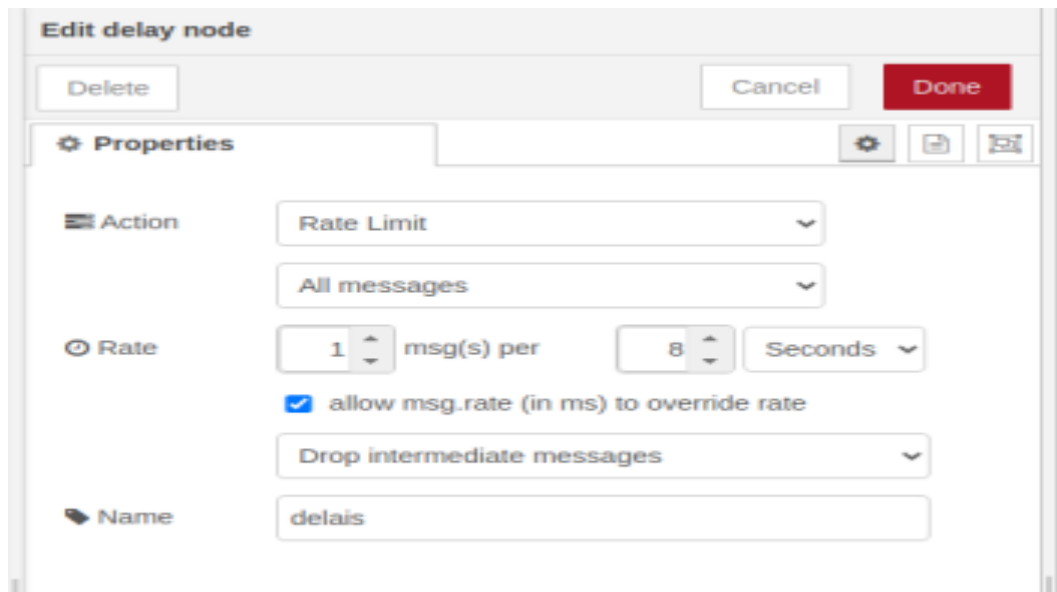 Edit delay node
Delete Cancel Done
Properties
Action Rate Limit
All messages
Rate 1 msg(s) per 8 Seconds
allow msg.rate (in ms) to override rate
Drop intermediate messages
Name delais